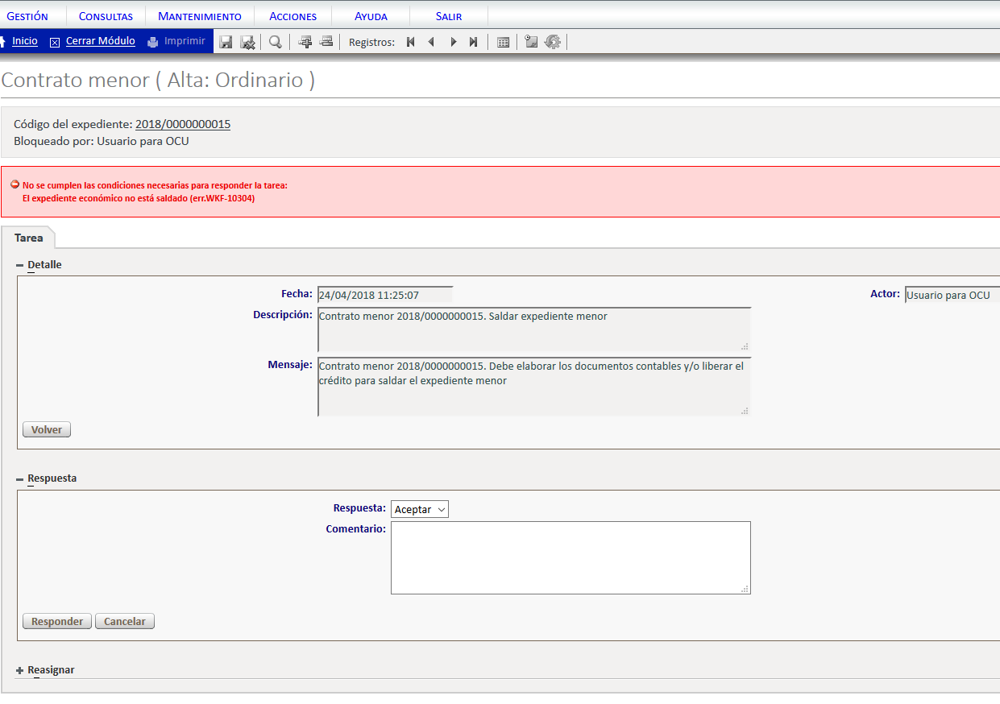 Gestión Consultas Mantenimiento Acciones Ayuda Salir
Inicio Cerrar Módulo Imprimir Registros:
Contrato menor ( Alta: Ordinario )
Código del expediente: 2018/0000000015
Bloqueado por: Usuario para OCU
No se cumplen las condiciones necesarias para responder la tarea:
El expediente económico no está saldado (err.WKF-10304)
Tarea
Detalle
Fecha: 24/04/2018 11:25:07 Actor: Usuario para OCU
Descripción: Contrato menor 2018/0000000015. Saldar expediente menor
Mensaje: Contrato menor 2018/0000000015. Debe elaborar los documentos contables y/o liberar el
crédito para saldar el expediente menor
Volver
Respuesta
Respuesta: Aceptar
Comentario:
Responder Cancelar
Reasignar